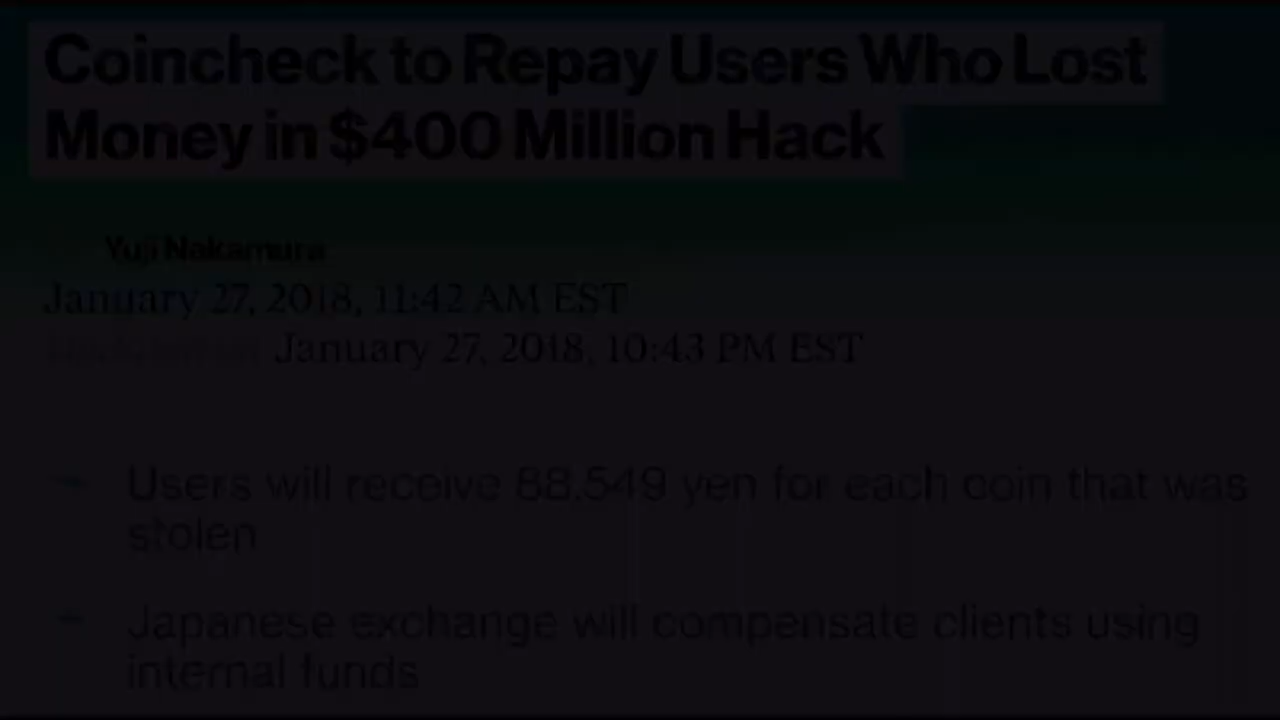 Coincheck to Repay Users Who Lost
Money in $400 Million Hack
Yuji Nakamura
January 27, 2018, 11:42 AM EST
January 27, 2018, 10:43 PM EST
Users will receive 88.549 yen for each coin that was
stolen
Japanese exchange will compensate clients using
internal funds